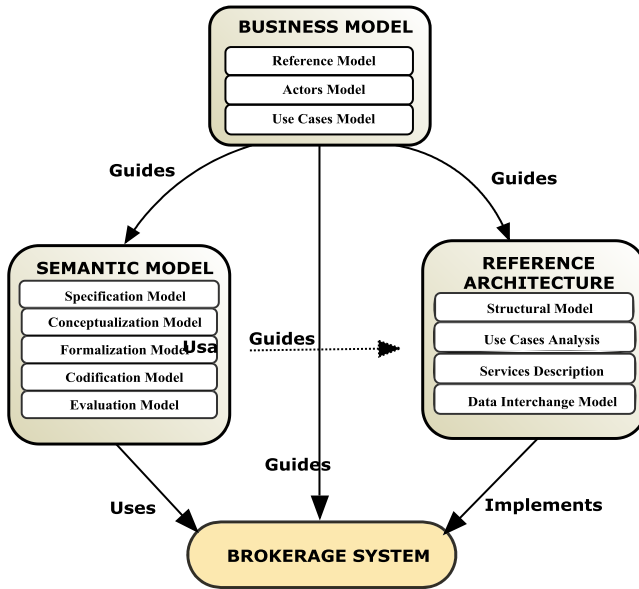 BUSINESS MODEL
Reference Model
Actors Model
Use Cases Model
Guides
Guides
SEMANTIC MODEL
Specification Model
Conceptualization Model
Formalization Model
Usa
Codification Model
Evaluation Model
Guides
REFERENCE
ARCHITECTURE
Structural Model
Use Cases Analysis
Services Description
Data Interchange Model
Guides
Uses
Implements
BROKERAGE SYSTEM